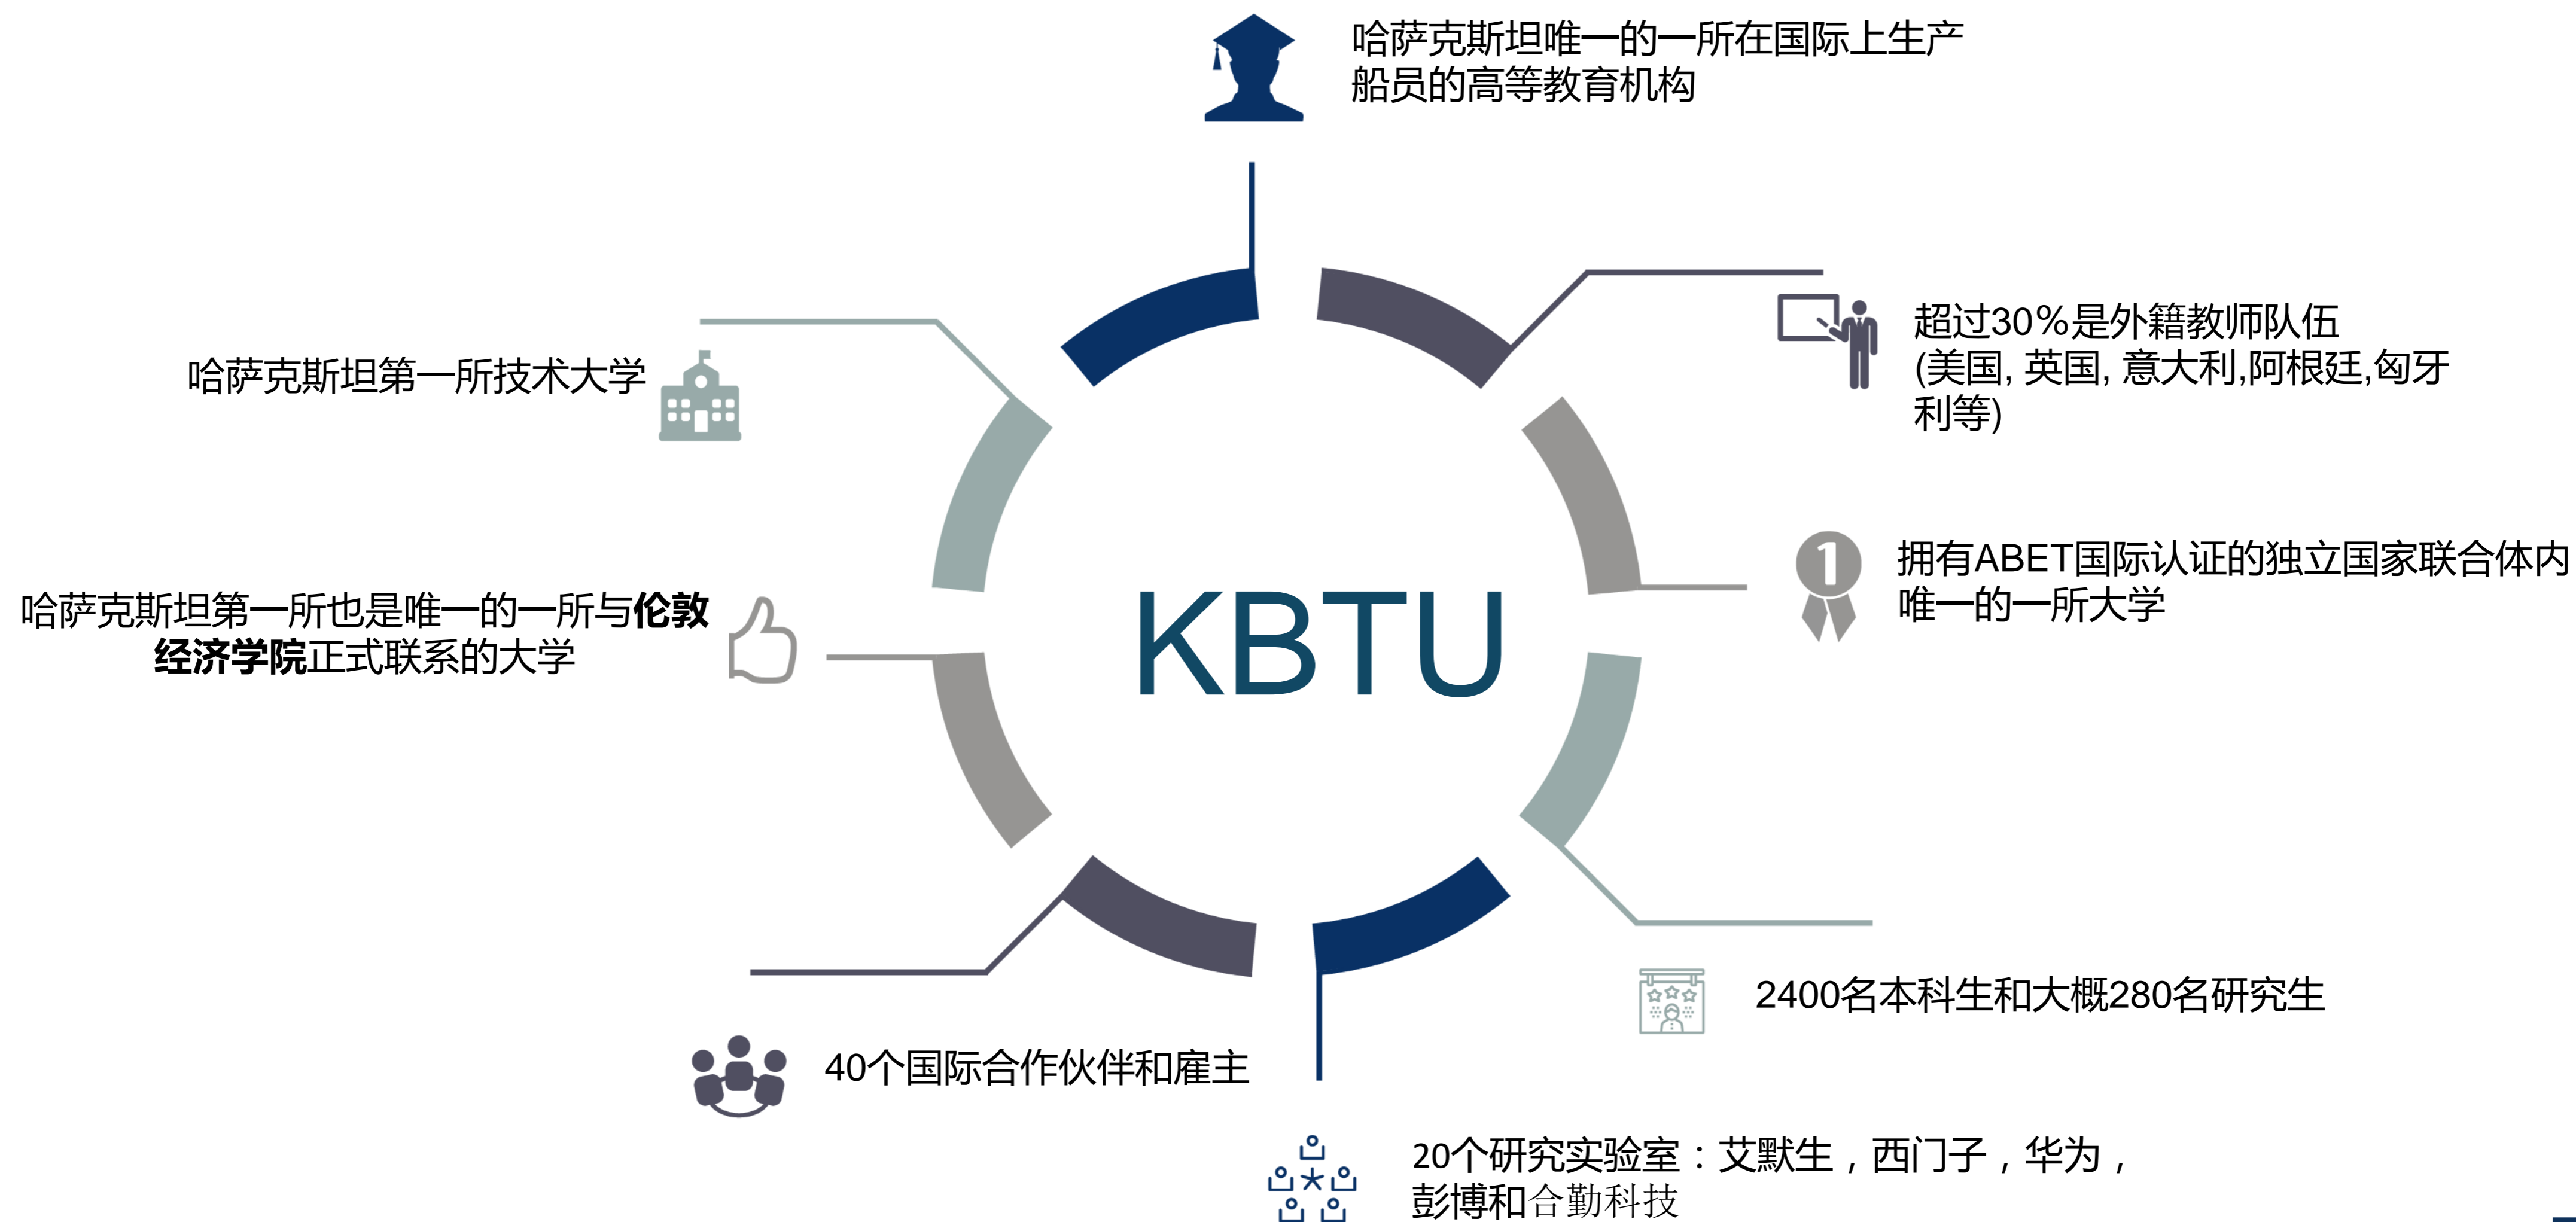 哈萨克斯坦唯一的一所在国际上生产
船员的高等教育机构
超过30%是外籍教师队伍
(美国, 英国, 意大利,阿根廷,匈牙
利等)
哈萨克斯坦第一所技术大学
拥有ABET国际认证的独立国家联合体内
唯一的一所大学
1
哈萨克斯坦第一所也是唯一的一所与伦敦
经济学院正式联系的大学
KBTU
2400名本科生和大概280名研究生
40个国际合作伙伴和雇主
20个研究实验室：艾默生，西门子，华为，
彭博和合勤科技